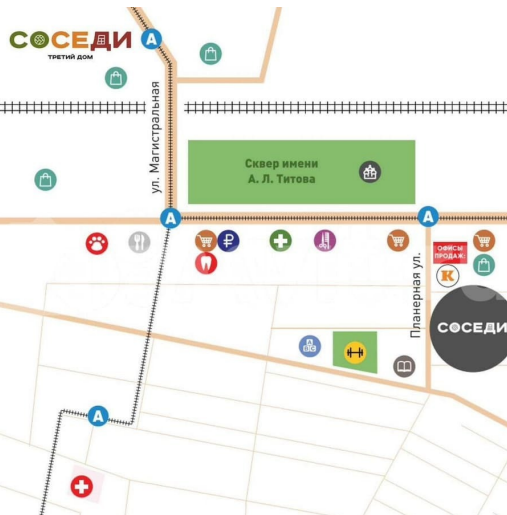 СОСЕДИ
ТРЕТИЙ ДОМ
А
ул. Магистральная
Сквер имени
А. Л. Титова
А
А
₽
Планерная ул.
ОФИСЫ
ПРОДАЖ:
К
СОСЕДИ
A B C
А